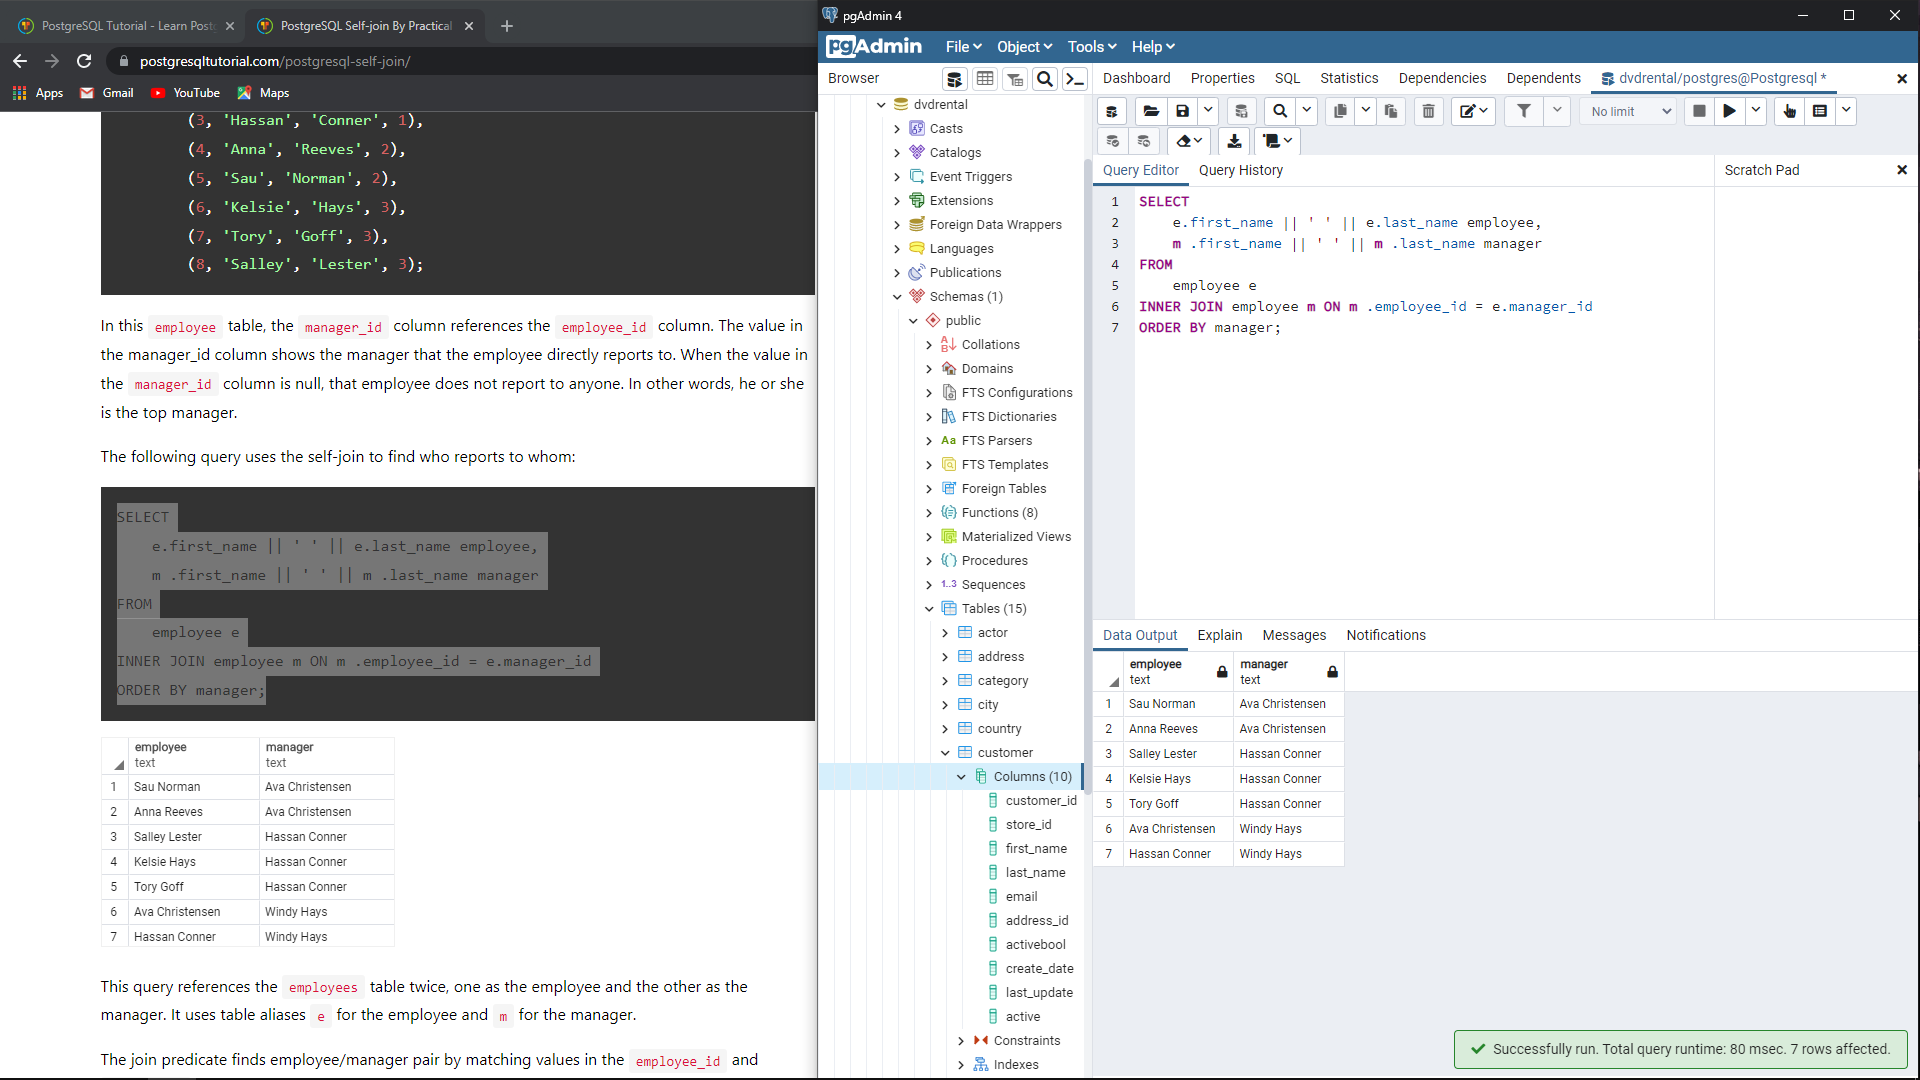 PostgreSQL Tutorial - Learn Post
PostgreSQL Self-join By Practical
postgresqltutorial.com/postgresql-self-join/
Apps
Gmail
YouTube
Maps
(3, 'Hassan', 'Conner', 1),
(4, 'Anna', 'Reeves', 2),
(5, 'Sau', 'Norman', 2),
(6, 'Kelsie', 'Hays', 3),
(7, 'Tory', 'Goff', 3),
(8, 'Salley', 'Lester', 3);
In this employee table, the manager_id column references the employee_id column. The value in
the manager_id column shows the manager that the employee directly reports to. When the value in
the manager_id column is null, that employee does not report to anyone. In other words, he or she
is the top manager.
The following query uses the self-join to find who reports to whom:
SELECT
e.first_name || ' ' || e.last_name employee,
m .first_name || ' ' || m .last_name manager
FROM
employee e
INNER JOIN employee m ON m .employee_id = e.manager_id
ORDER BY manager;
employee manager
text text
1 Sau Norman Ava Christensen
2 Anna Reeves Ava Christensen
3 Salley Lester Hassan Conner
4 Kelsie Hays Hassan Conner
5 Tory Goff Hassan Conner
6 Ava Christensen Windy Hays
7 Hassan Conner Windy Hays
This query references the employees table twice, one as the employee and the other as the
manager. It uses table aliases e for the employee and m for the manager.
The join predicate finds employee/manager pair by matching values in the employee_id and
pgAdmin 4
pgAdmin
File Object Tools Help
Browser
Dashboard Properties SQL Statistics Dependencies Dependents dvdrental/postgres@Postgresql *
dvdrental
Casts
Catalogs
Event Triggers
Extensions
Foreign Data Wrappers
Languages
Publications
Schemas (1)
public
Collations
Domains
FTS Configurations
FTS Dictionaries
Aa FTS Parsers
FTS Templates
Foreign Tables
Functions (8)
Materialized Views
Procedures
1..3 Sequences
Tables (15)
actor
address
category
city
country
customer
Columns (10)
customer_id
store_id
first_name
last_name
email
address_id
activebool
create_date
last_update
active
Constraints
Indexes
No limit
Query Editor Query History
Scratch Pad
1 SELECT
2 e.first_name || ' ' || e.last_name employee,
3 m .first_name || ' ' || m .last_name manager
4 FROM
5 employee e
6 INNER JOIN employee m ON m .employee_id = e.manager_id
7 ORDER BY manager;
Data Output Explain Messages Notifications
employee manager
text text
1 Sau Norman Ava Christensen
2 Anna Reeves Ava Christensen
3 Salley Lester Hassan Conner
4 Kelsie Hays Hassan Conner
5 Tory Goff Hassan Conner
6 Ava Christensen Windy Hays
7 Hassan Conner Windy Hays
Successfully run. Total query runtime: 80 msec. 7 rows affected.